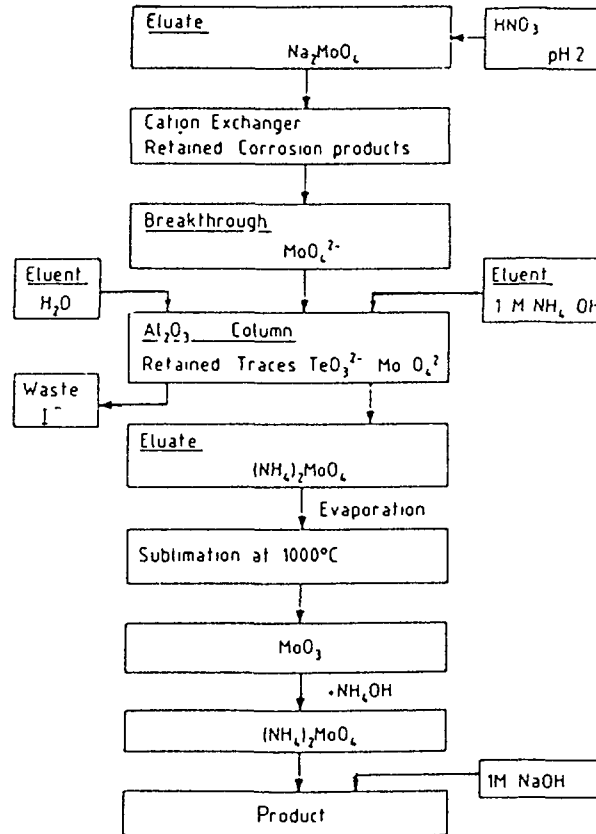 Eluate
Na₂MoO₄
HNO₃
pH 2
Cation Exchanger
Retained Corrosion products
Breakthrough
MoO₄²⁻
Eluent
H₂O
Eluent
1 M NH₄ OH
Al₂O₃ Column
Retained Traces TeO₃²⁻ Mo O₄²
Waste
I⁻
Eluate
(NH₄)₂MoO₄
Evaporation
Sublimation at 1000°C
MoO₃
+NH₄OH
(NH₄)₂MoO₄
1M NaOH
Product